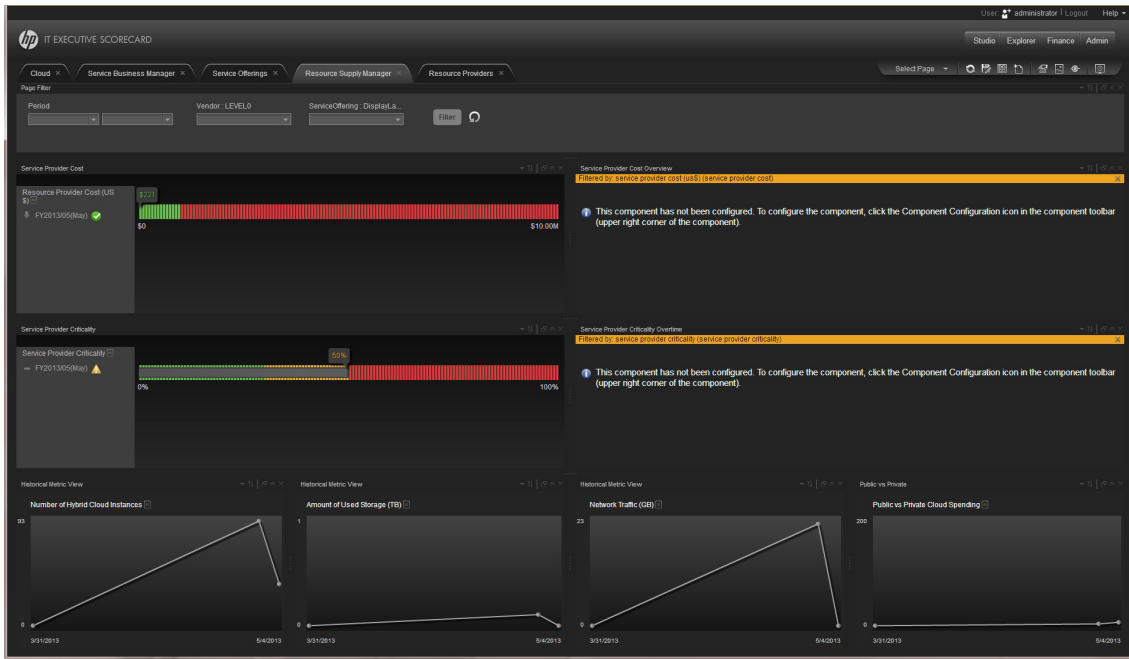 User: administrator Logout Help
hp IT EXECUTIVE SCORECARD
Studio Explorer Finance Admin
Cloud Service Business Manager Service Offerings Resource Supply Manager Resource Providers
Select Page
Page Filter
Period Vendor : LEVEL0 ServiceOffering : DisplayLa...
Filter
Service Provider Cost
Resource Provider Cost (US
$)
FY2013/05(May)
$221
$0 $10.00M
Service Provider Cost Overview
Filtered by: service provider cost (us$) (service provider cost)
This component has not been configured. To configure the component, click the Component Configuration icon in the component toolbar
(upper right corner of the component).
Service Provider Criticality
Service Provider Criticality
FY2013/05(May)
50%
0% 100%
Service Provider Criticality Overtime
Filtered by: service provider criticality (service provider criticality)
This component has not been configured. To configure the component, click the Component Configuration icon in the component toolbar
(upper right corner of the component).
Historical Metric View
Number of Hybrid Cloud Instances
93
0
3/31/2013 5/4/2013
Historical Metric View
Amount of Used Storage (TB)
1
0
3/31/2013 5/4/2013
Historical Metric View
Network Traffic (GB)
23
0
3/31/2013 5/4/2013
Public vs Private
Public vs Private Cloud Spending
200
0
3/31/2013 5/4/2013